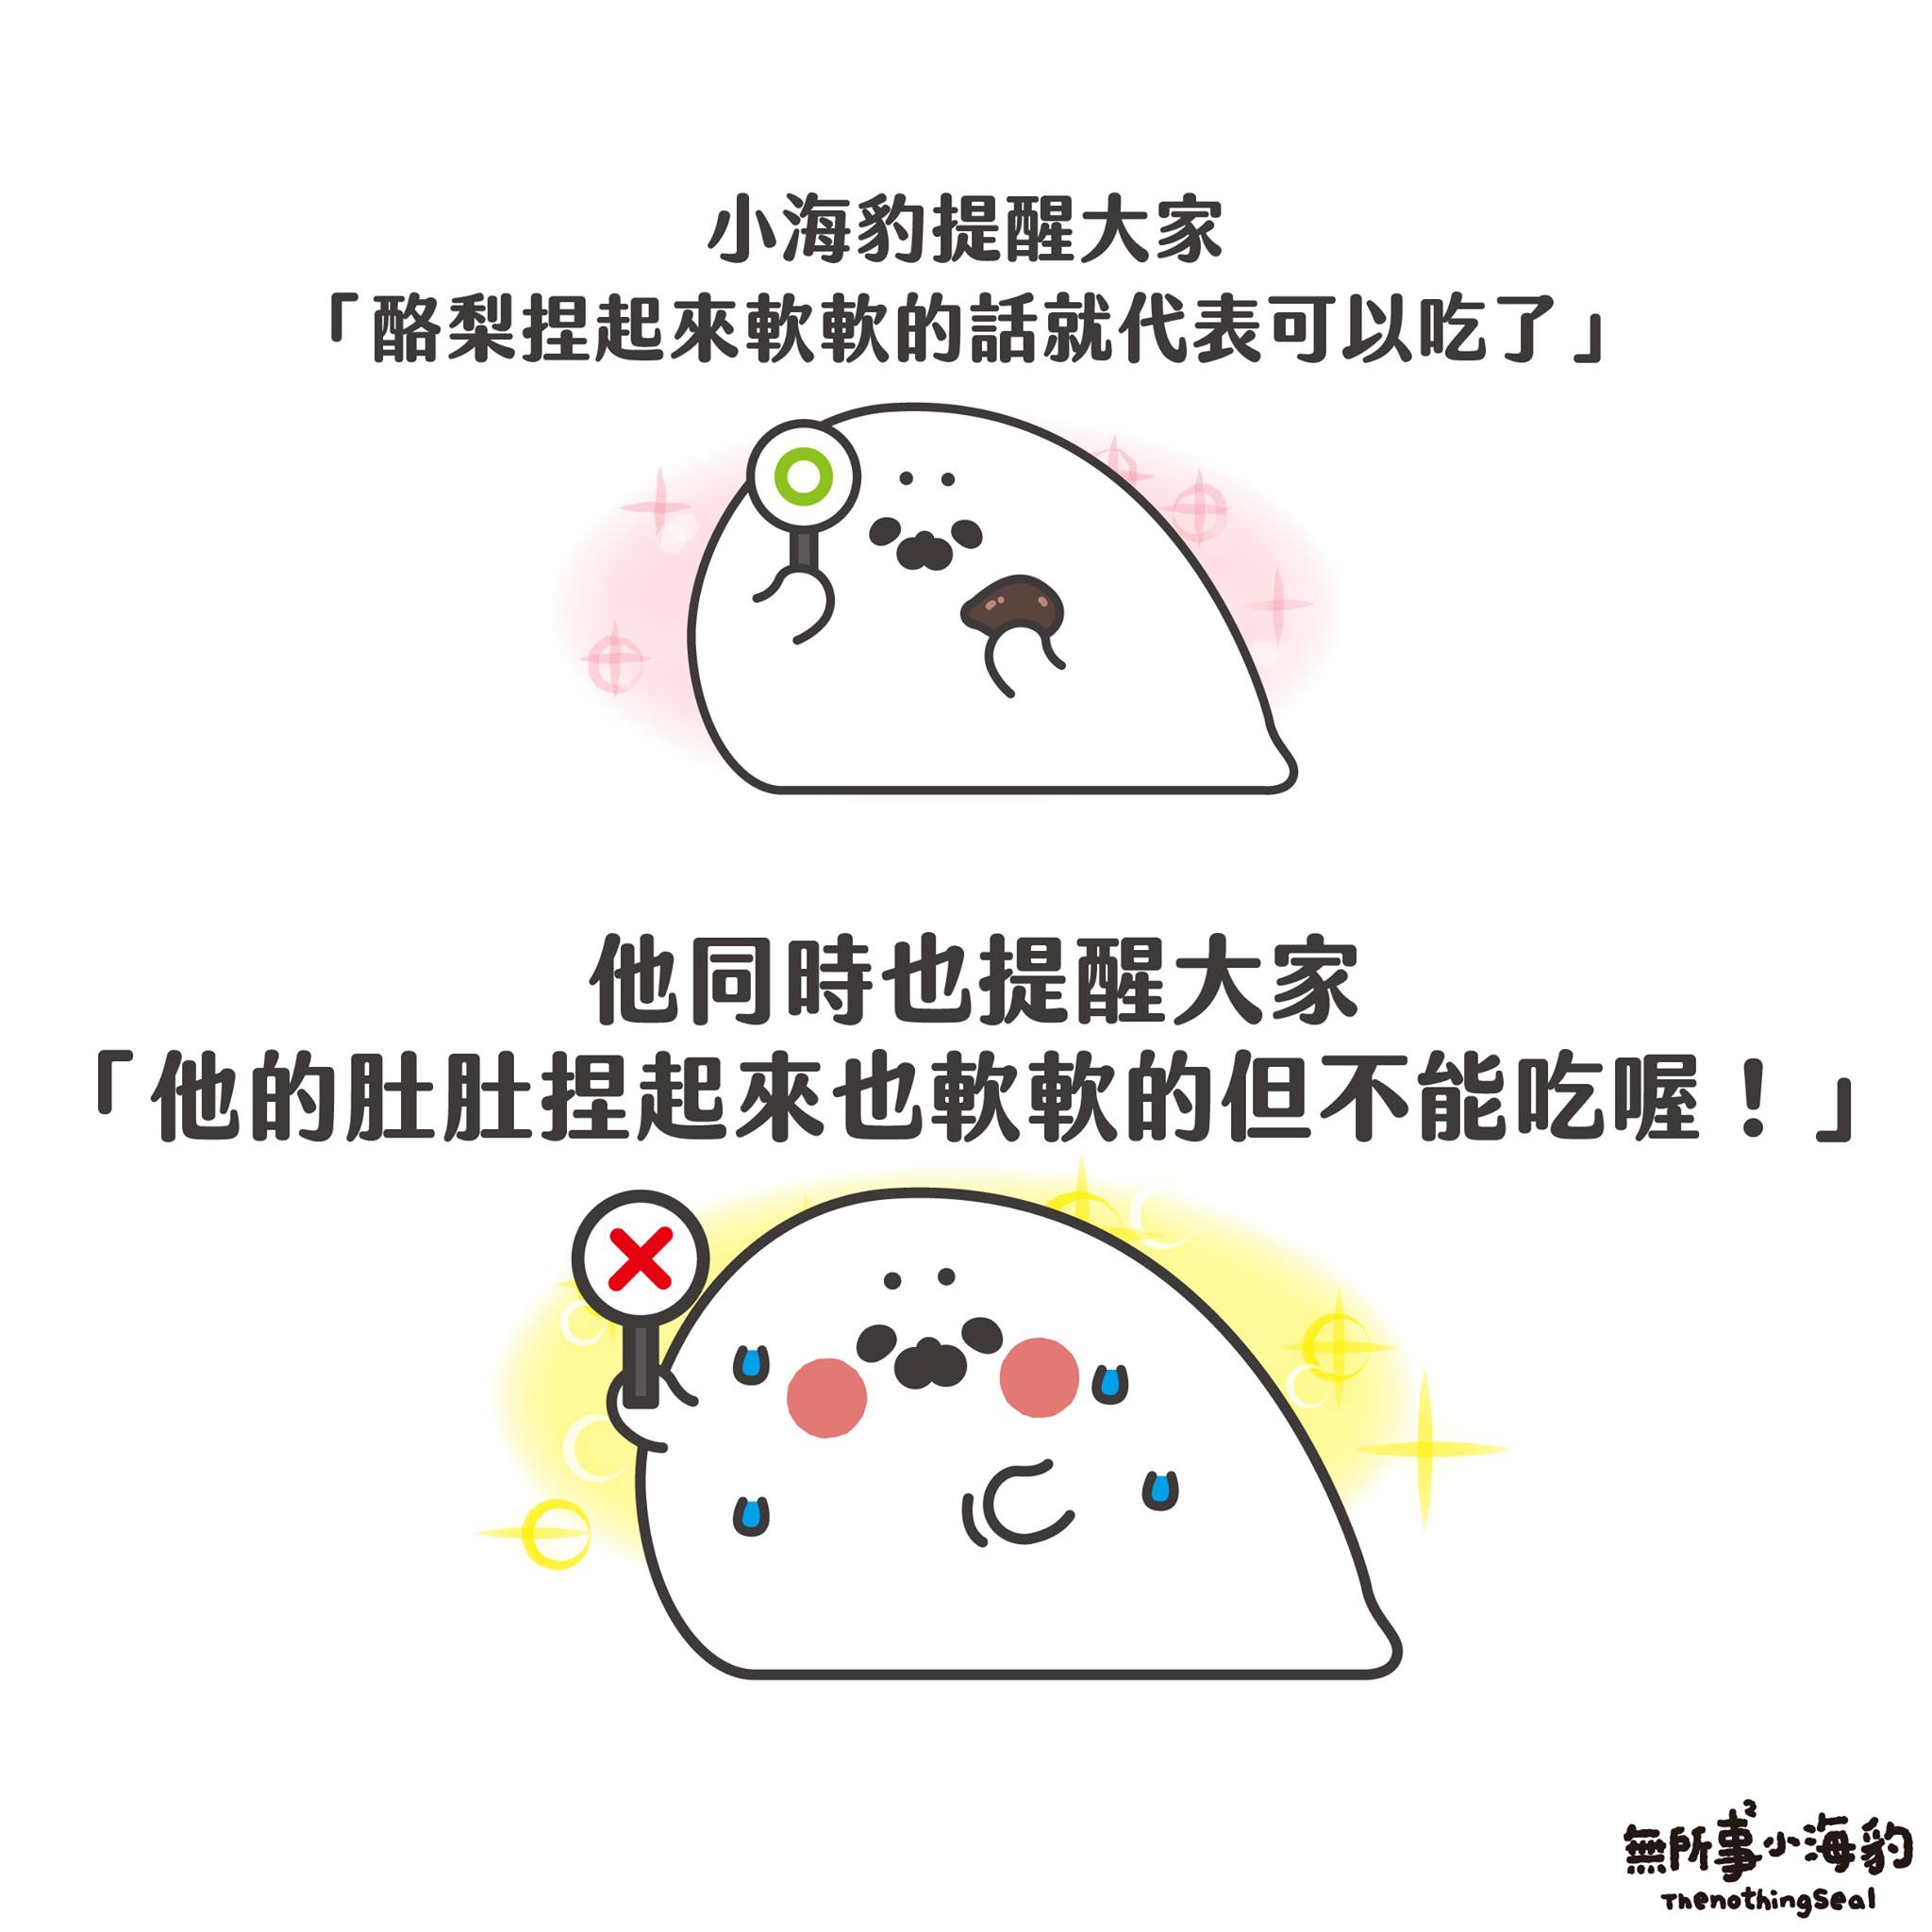 小海豹提醒大家
「酪梨捏起來軟軟的話就代表可以吃了」
他同時也提醒大家
「他的肚肚捏起來也軟軟的但不能吃喔！」
無所事²小海豹
Thenothingseal